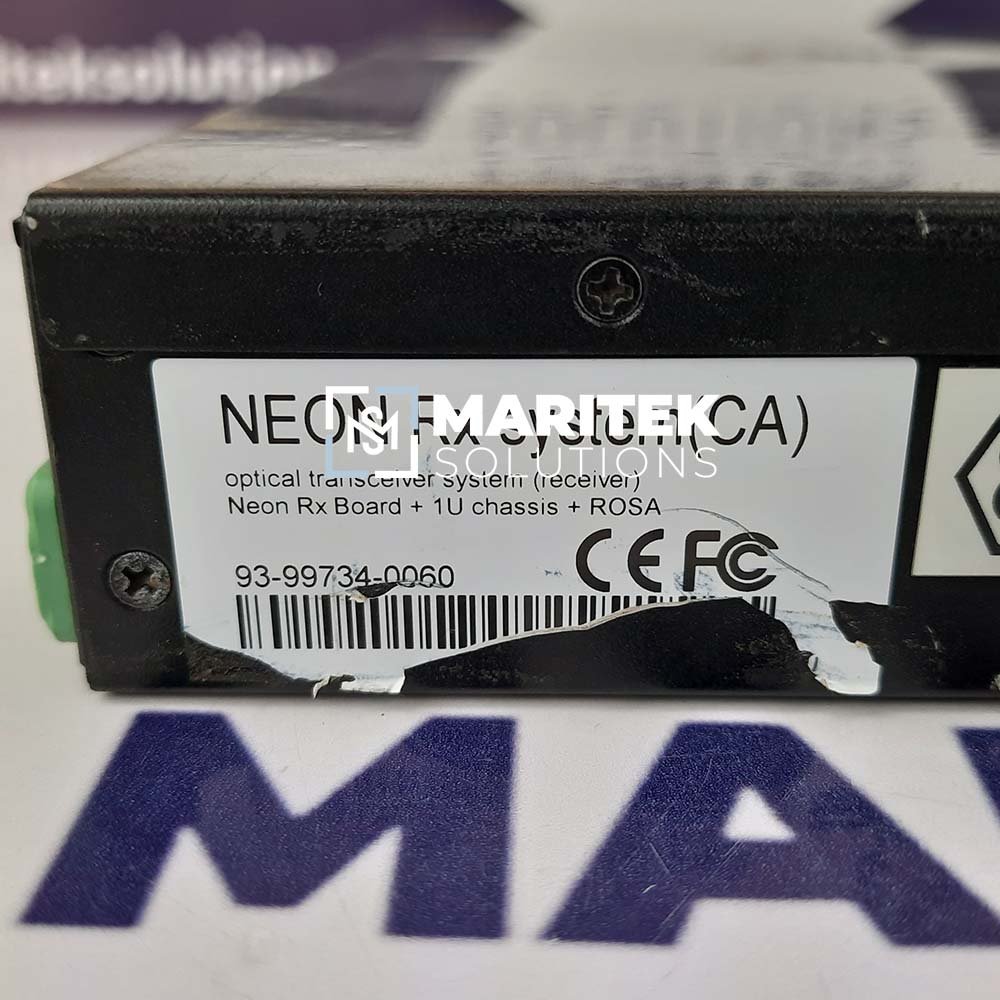 MARITEK
SOLUTIONS
NEON Rx system(CA)
optical transceiver system (receiver)
Neon Rx Board + 1U chassis + ROSA
CE FC
93-99734-0060
MA